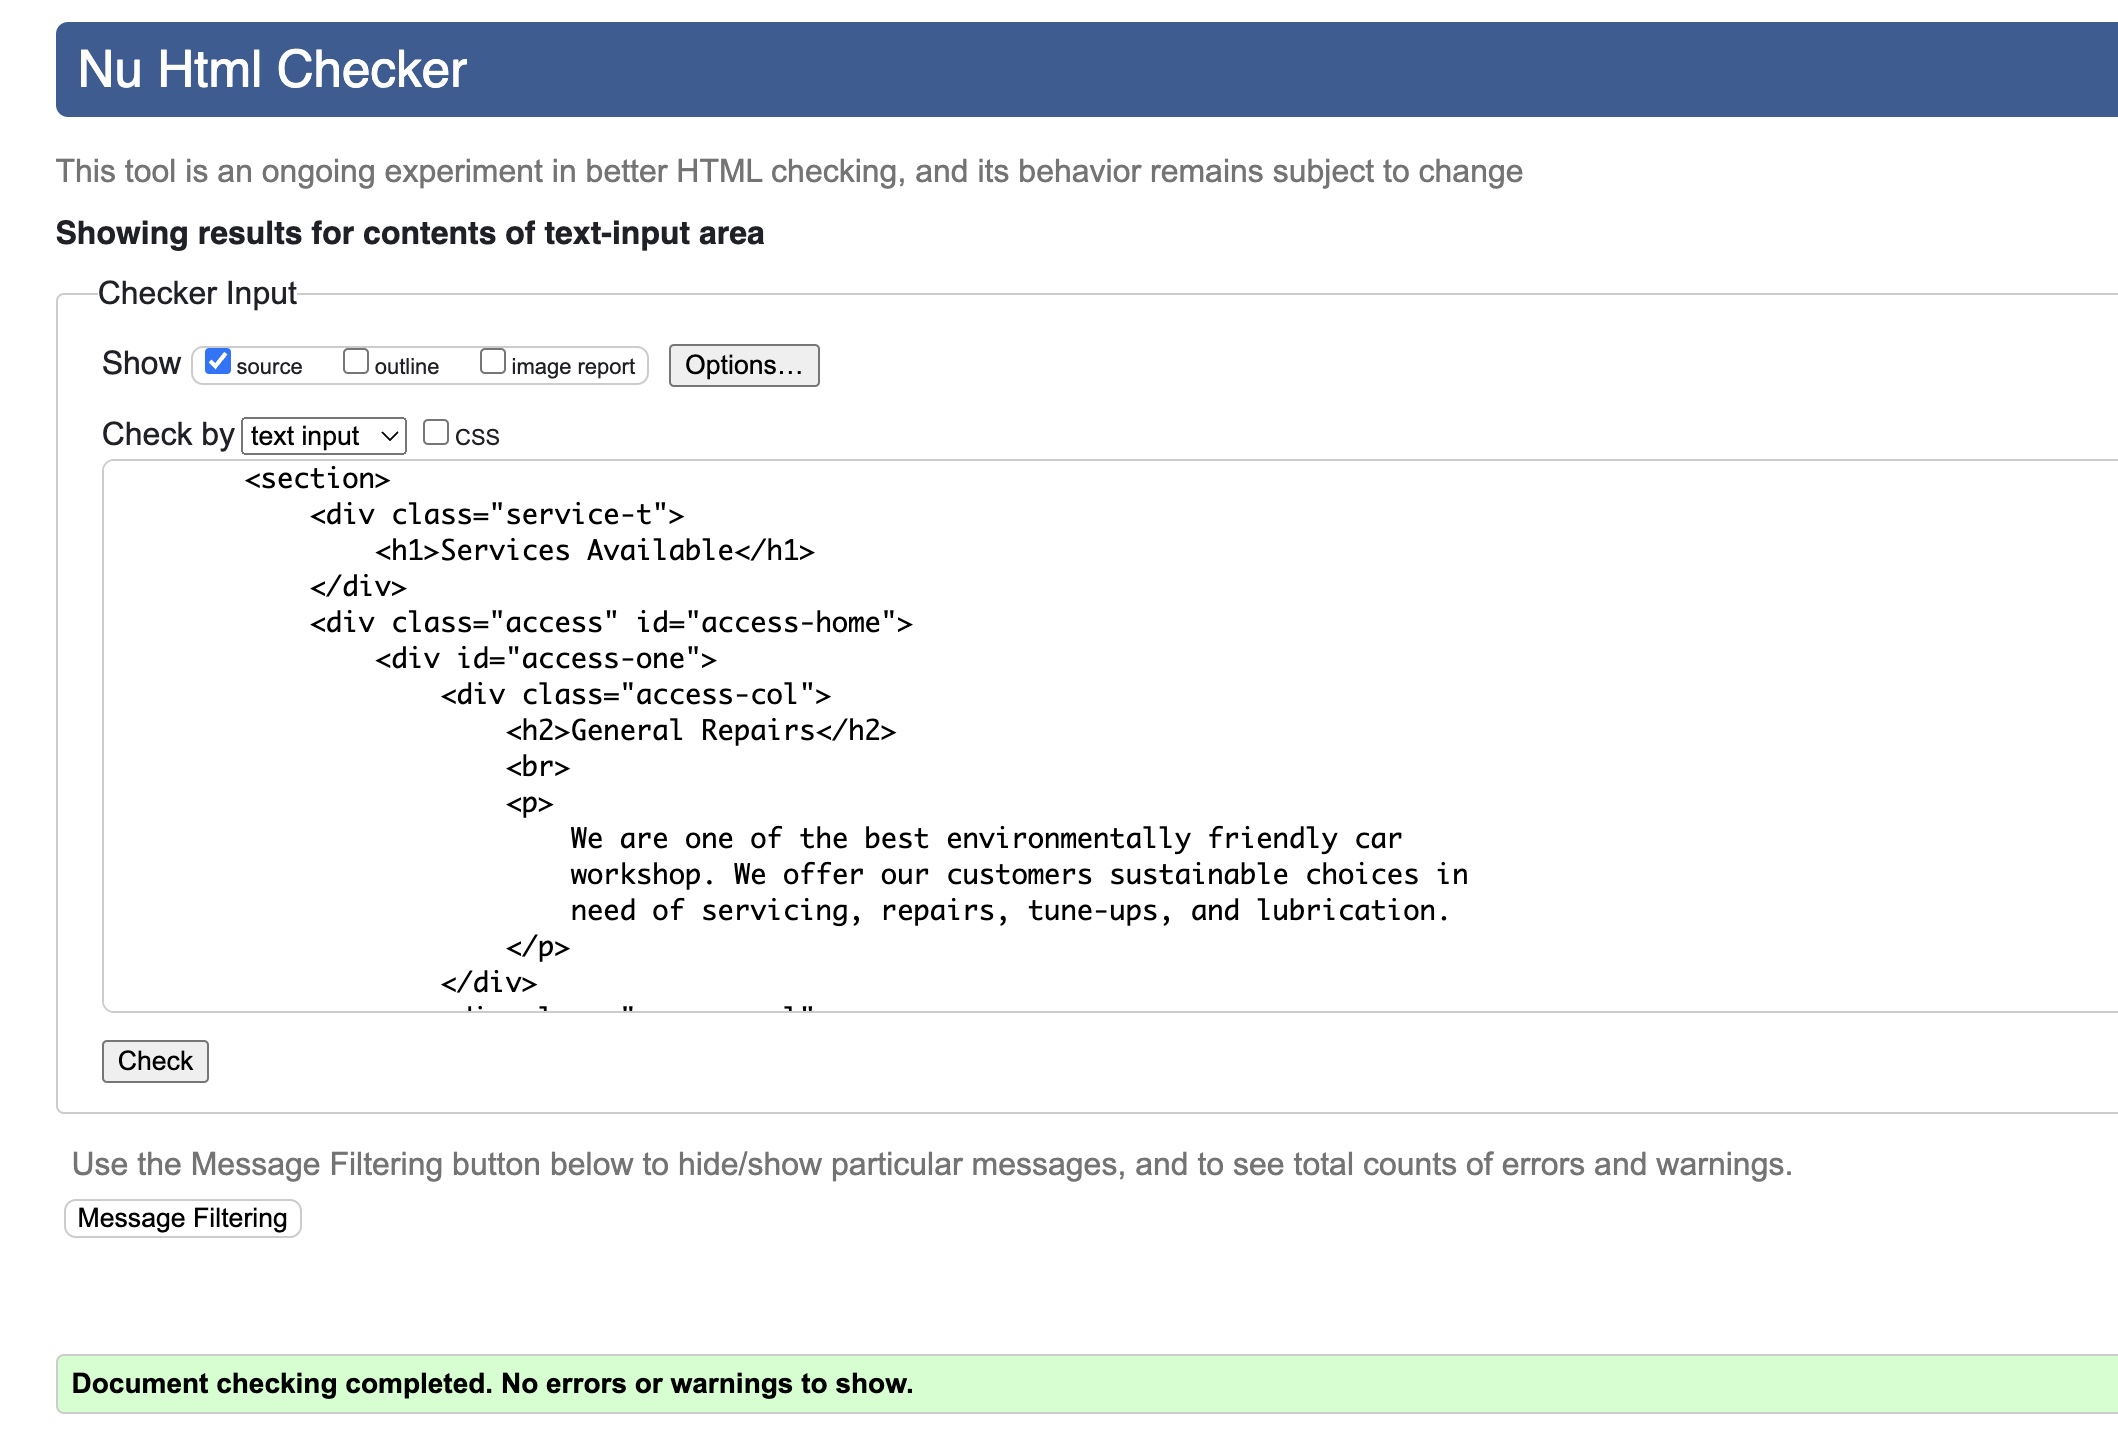 Nu Html Checker
This tool is an ongoing experiment in better HTML checking, and its behavior remains subject to change
Showing results for contents of text-input area
Checker Input
Show source outline image report Options...
Check by text input css
<section>
<div class="service-t">
<h1>Services Available</h1>
</div>
<div class="access" id="access-home">
<div id="access-one">
<div class="access-col">
<h2>General Repairs</h2>
<br>
<p>
We are one of the best environmentally friendly car
workshop. We offer our customers sustainable choices in
need of servicing, repairs, tune-ups, and lubrication.
</p>
</div>
Check
Use the Message Filtering button below to hide/show particular messages, and to see total counts of errors and warnings.
Message Filtering
Document checking completed. No errors or warnings to show.